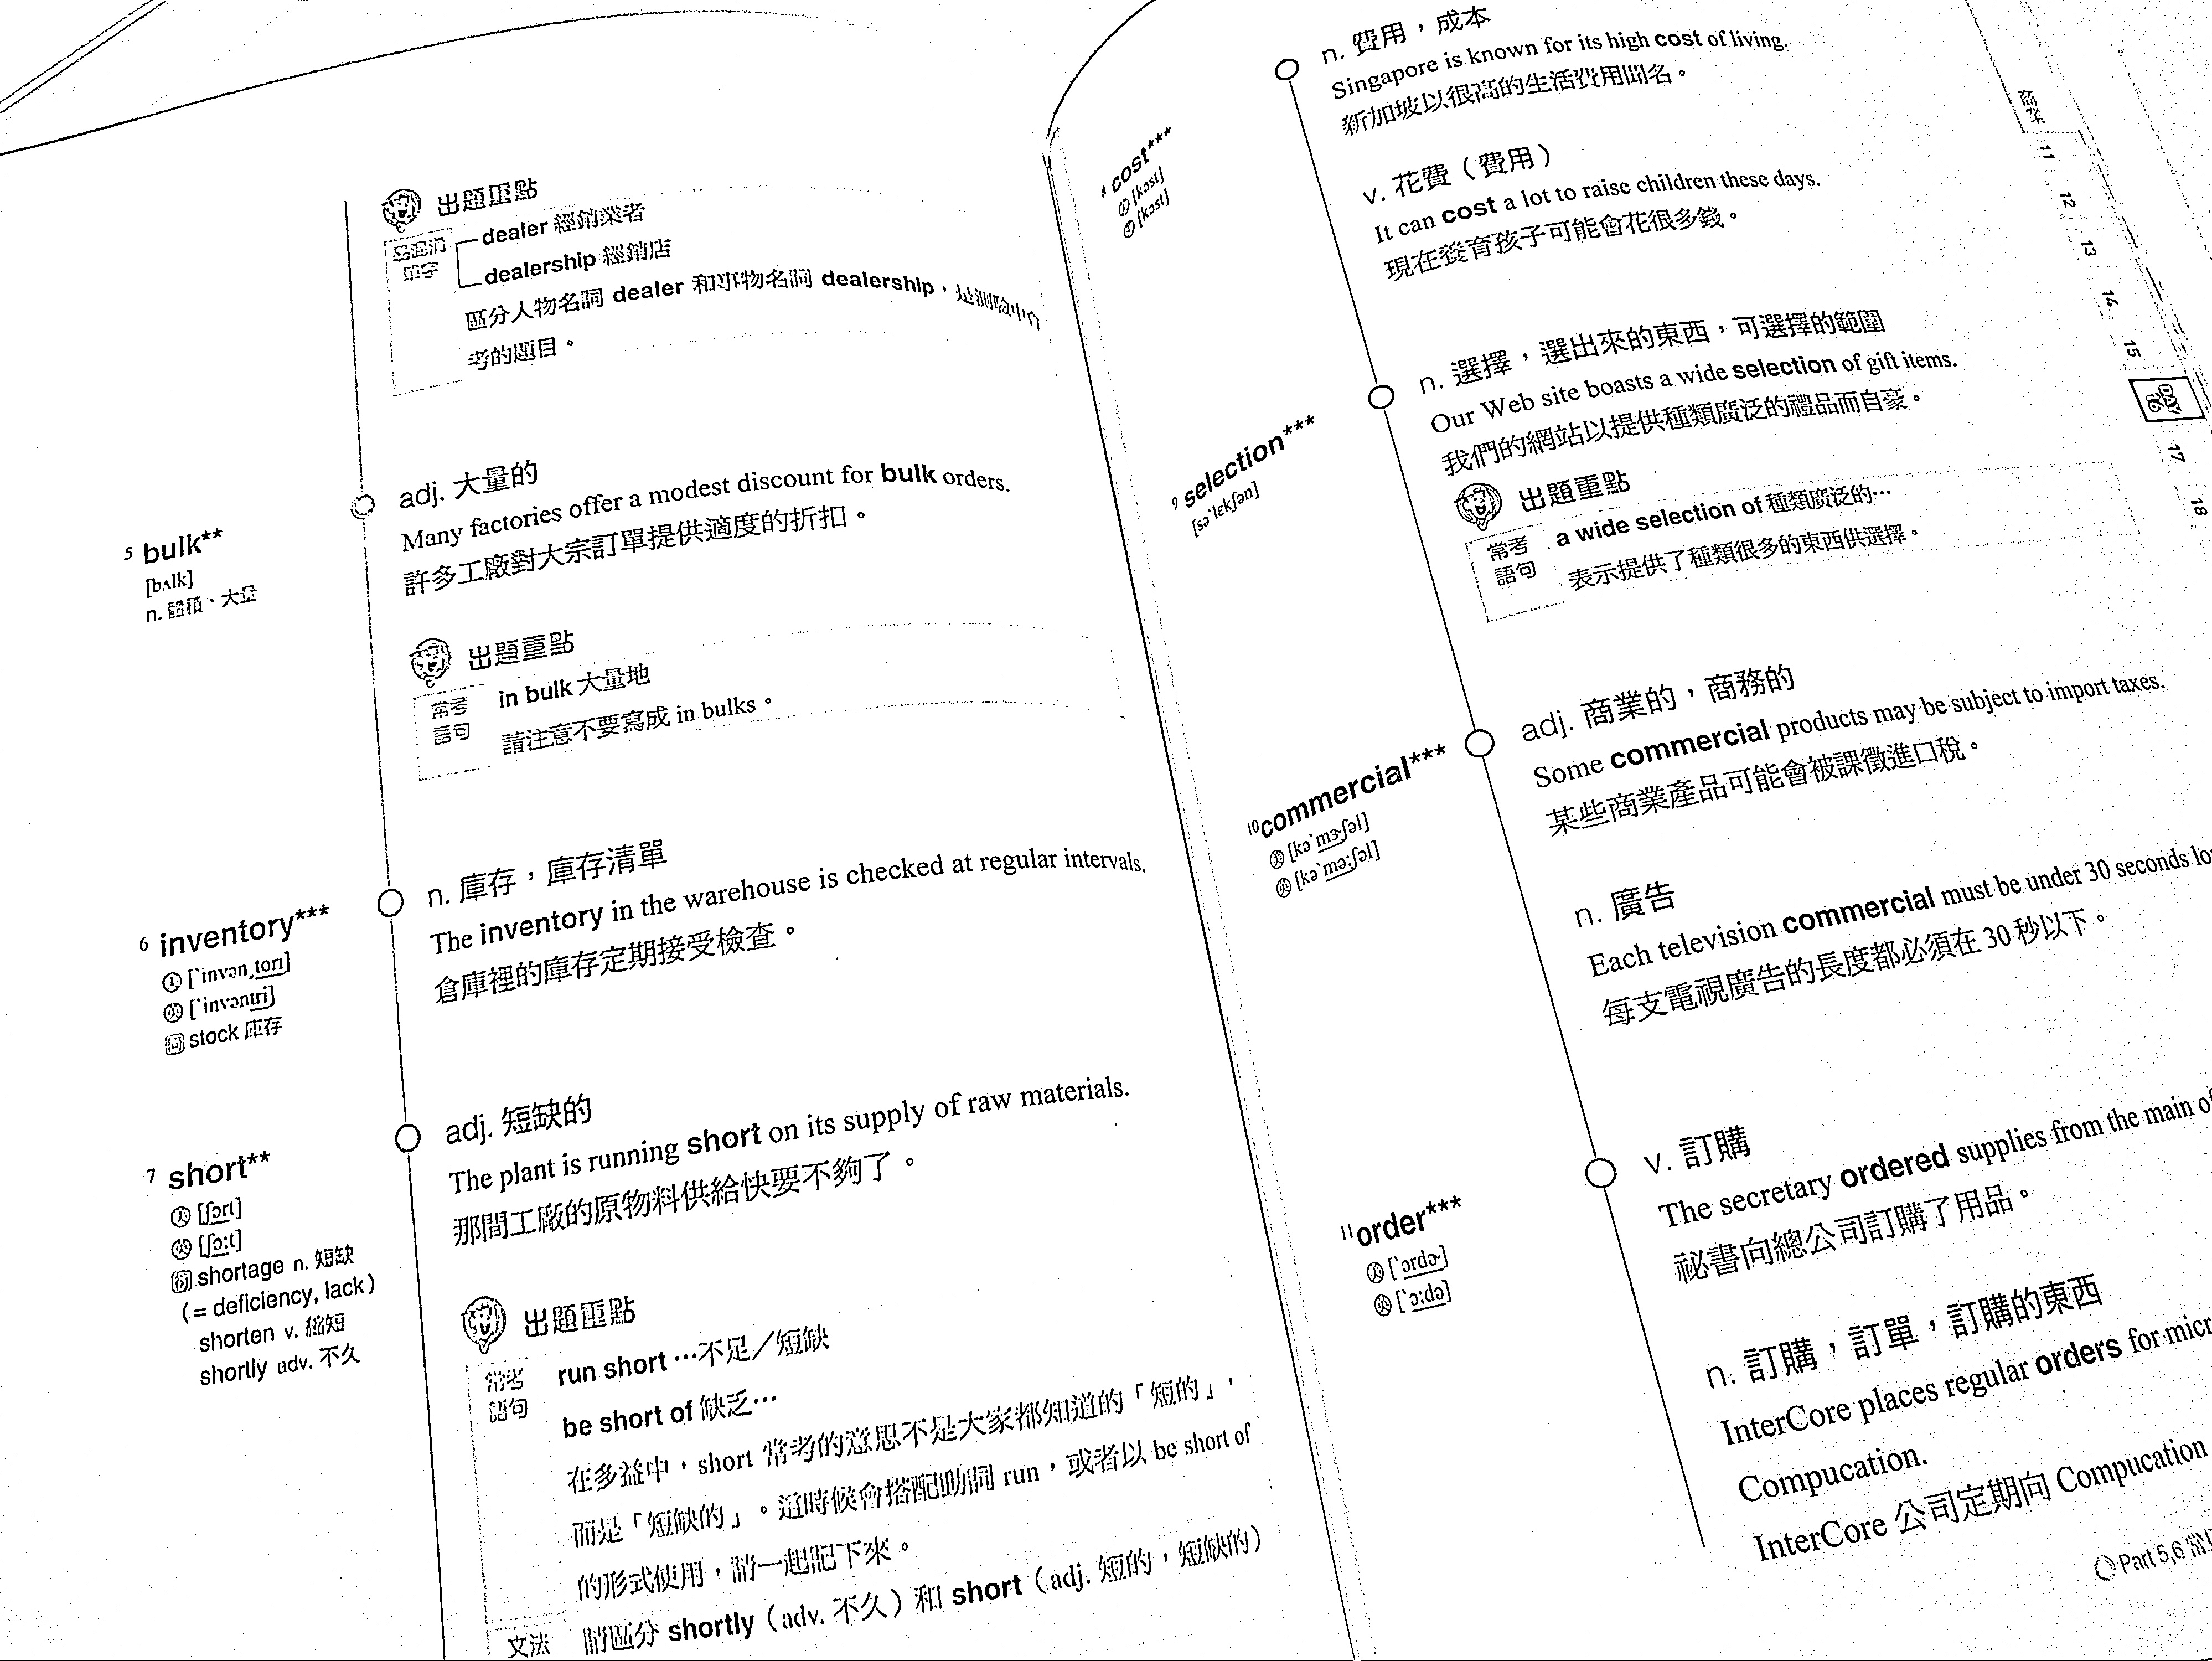 出題重點
易混淆
單字
dealer 經銷業者
dealership 經銷店
區分人物名詞 dealer 和事物名詞 dealership，是測驗中會
考的題目。
5 bulk**
[bʌlk]
n. 體積，大量
adj. 大量的
Many factories offer a modest discount for bulk orders.
許多工廠對大宗訂單提供適度的折扣。
出題重點
常考
語句
in bulk 大量地
請注意不要寫成 in bulks。
6 inventory***
美 [ˋɪnvənˏtorɪ]
英 [ˋinvəntri]
同 stock 庫存
n. 庫存，庫存清單
The inventory in the warehouse is checked at regular intervals.
倉庫裡的庫存定期接受檢查。
7 short**
美 [ʃɔrt]
英 [ʃɔ:t]
衍 shortage n. 短缺
(= deficiency, lack)
shorten v. 縮短
shortly adv. 不久
adj. 短缺的
The plant is running short on its supply of raw materials.
那間工廠的原物料供給快要不夠了。
出題重點
常考
語句
run short …不足／短缺
be short of 缺乏…
在多益中，short 常考的意思不是大家都知道的「短的」，
而是「短缺的」。這時候會搭配動詞 run，或者以 be short of
的形式使用，請一起記下來。
文法
請區分 shortly（adv. 不久）和 short（adj. 短的，短缺的）
8 cost***
美 [kɔst]
英 [kɔst]
n. 費用，成本
Singapore is known for its high cost of living.
新加坡以很高的生活費用聞名。
v. 花費（費用）
It can cost a lot to raise children these days.
現在養育孩子可能會花很多錢。
9 selection***
[səˋlɛkʃən]
n. 選擇，選出來的東西，可選擇的範圍
Our Web site boasts a wide selection of gift items.
我們的網站以提供種類廣泛的禮品而自豪。
出題重點
常考
語句
a wide selection of 種類廣泛的…
表示提供了種類很多的東西供選擇。
10 commercial***
美 [kəˋmɝʃəl]
英 [kəˋmə:ʃəl]
adj. 商業的，商務的
Some commercial products may be subject to import taxes.
某些商業產品可能會被課徵進口稅。
n. 廣告
Each television commercial must be under 30 seconds lo
每支電視廣告的長度都必須在 30 秒以下。
11 order***
美 [ˋɔrdɚ]
英 [ˋɔ:də]
v. 訂購
The secretary ordered supplies from the main of
祕書向總公司訂購了用品。
n. 訂購，訂單，訂購的東西
InterCore places regular orders for micr
Compucation.
InterCore 公司定期向 Compucation
Part 5,6 常
11
12
13
14
15
DAY
16
17
18